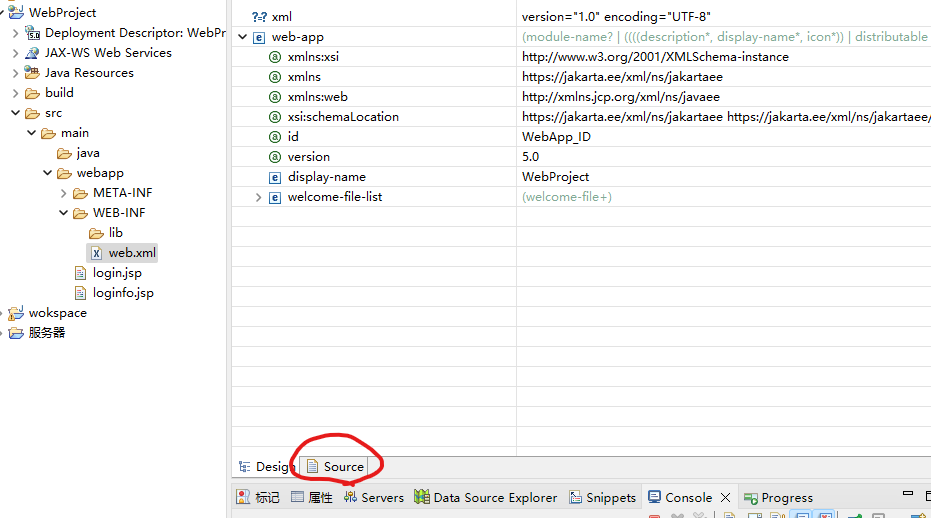 WebProject
Deployment Descriptor: WebPr
JAX-WS Web Services
Java Resources
build
src
main
java
webapp
META-INF
WEB-INF
lib
web.xml
login.jsp
loginfo.jsp
wokspace
服务器
?=? xml version="1.0" encoding="UTF-8"
web-app (module-name? | ((((description*, display-name*, icon*)) | distributable
xmlns:xsi http://www.w3.org/2001/XMLSchema-instance
xmlns https://jakarta.ee/xml/ns/jakartaee
xmlns:web http://xmlns.jcp.org/xml/ns/javaee
xsi:schemaLocation https://jakarta.ee/xml/ns/jakartaee https://jakarta.ee/xml/ns/jakartaee/
id WebApp_ID
version 5.0
display-name WebProject
welcome-file-list (welcome-file+)
Design Source
标记 属性 Servers Data Source Explorer Snippets Console Progress